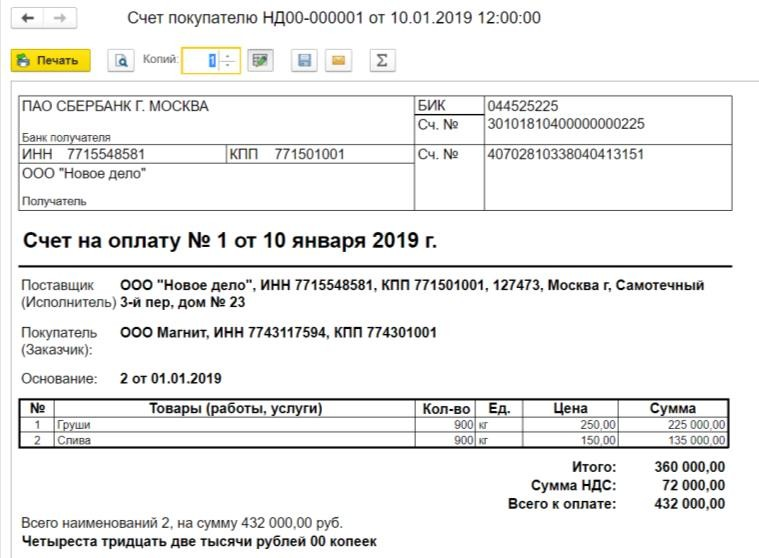 Счет покупателю НД00-000001 от 10.01.2019 12:00:00
Печать Копий: 1 Σ
ПАО СБЕРБАНК Г. МОСКВА БИК 044525225
Сч. № 30101810400000000225
Банк получателя
ИНН 7715548581 КПП 771501001 Сч. № 40702810338040413151
ООО "Новое дело"
Получатель
Счет на оплату № 1 от 10 января 2019 г.
Поставщик ООО "Новое дело", ИНН 7715548581, КПП 771501001, 127473, Москва г, Самотечный
(Исполнитель) 3-й пер, дом № 23
Покупатель ООО Магнит, ИНН 7743117594, КПП 774301001
(Заказчик):
Основание: 2 от 01.01.2019
№ Товары (работы, услуги) Кол-во Ед. Цена Сумма
1 Груши 900 кг 250,00 225 000,00
2 Слива 900 кг 150,00 135 000,00
Итого: 360 000,00
Сумма НДС: 72 000,00
Всего к оплате: 432 000,00
Всего наименований 2, на сумму 432 000,00 руб.
Четыреста тридцать две тысячи рублей 00 копеек